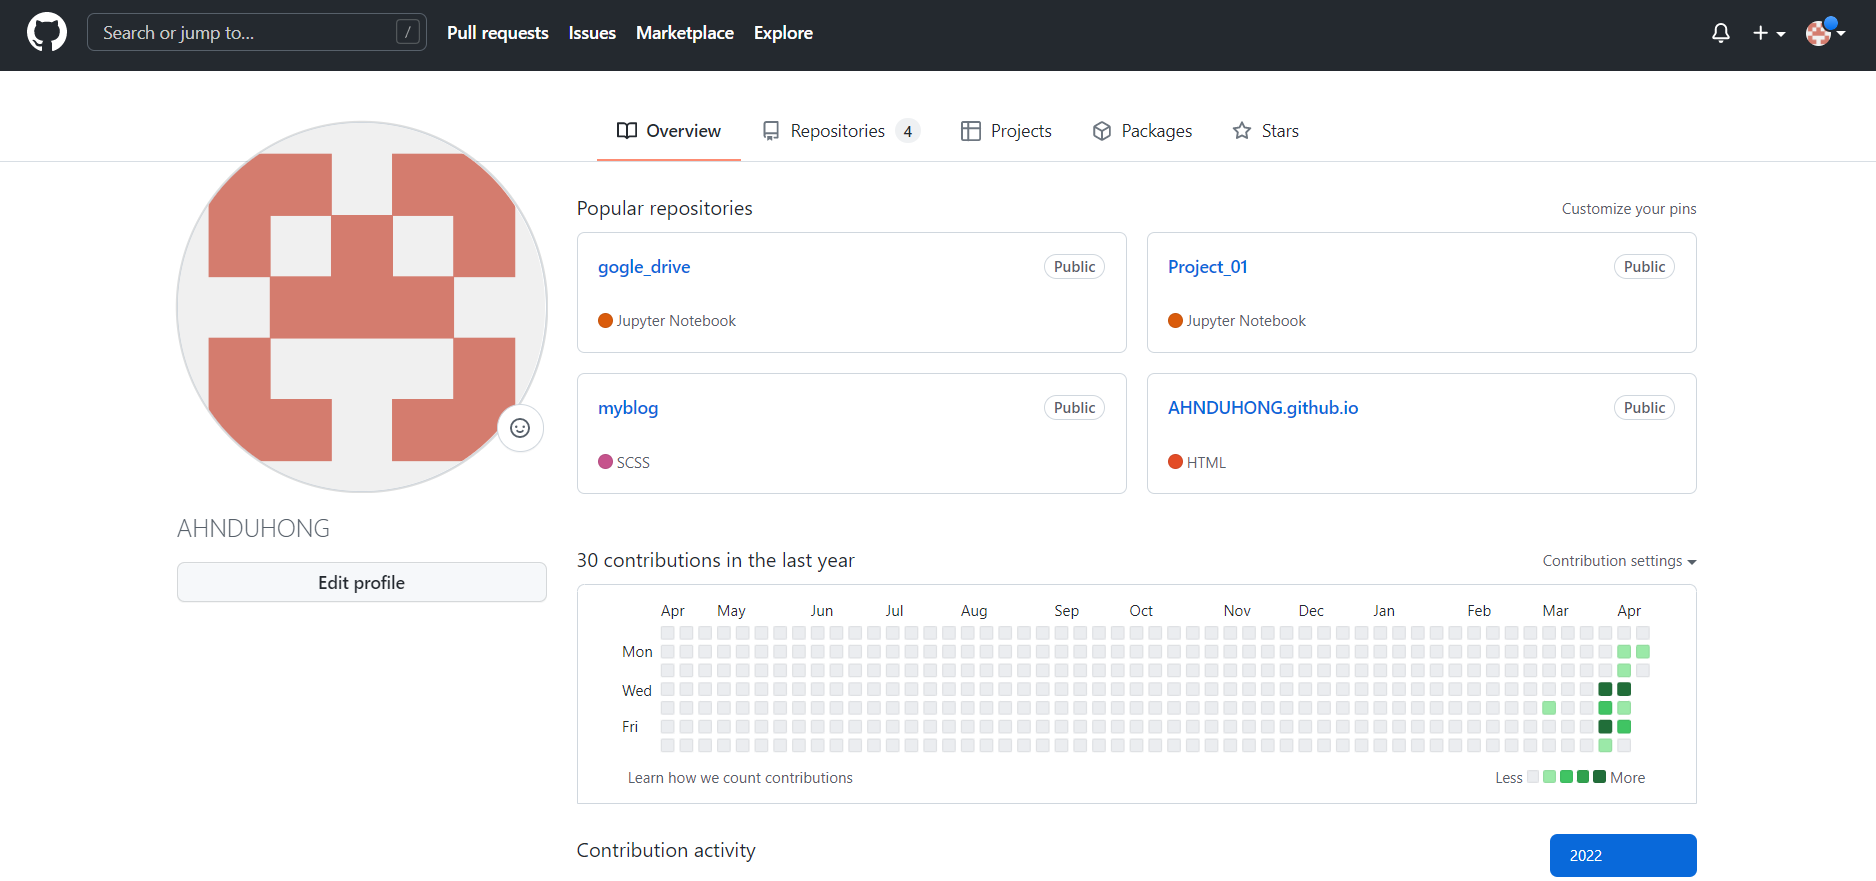 Search or jump to... / Pull requests Issues Marketplace Explore
Overview Repositories 4 Projects Packages Stars
Popular repositories Customize your pins
gogle_drive Public Project_01 Public
Jupyter Notebook Jupyter Notebook
myblog Public AHNDUHONG.github.io Public
SCSS HTML
AHNDUHONG
Edit profile
30 contributions in the last year Contribution settings
Apr May Jun Jul Aug Sep Oct Nov Dec Jan Feb Mar Apr
Mon
Wed
Fri
Learn how we count contributions Less More
Contribution activity 2022